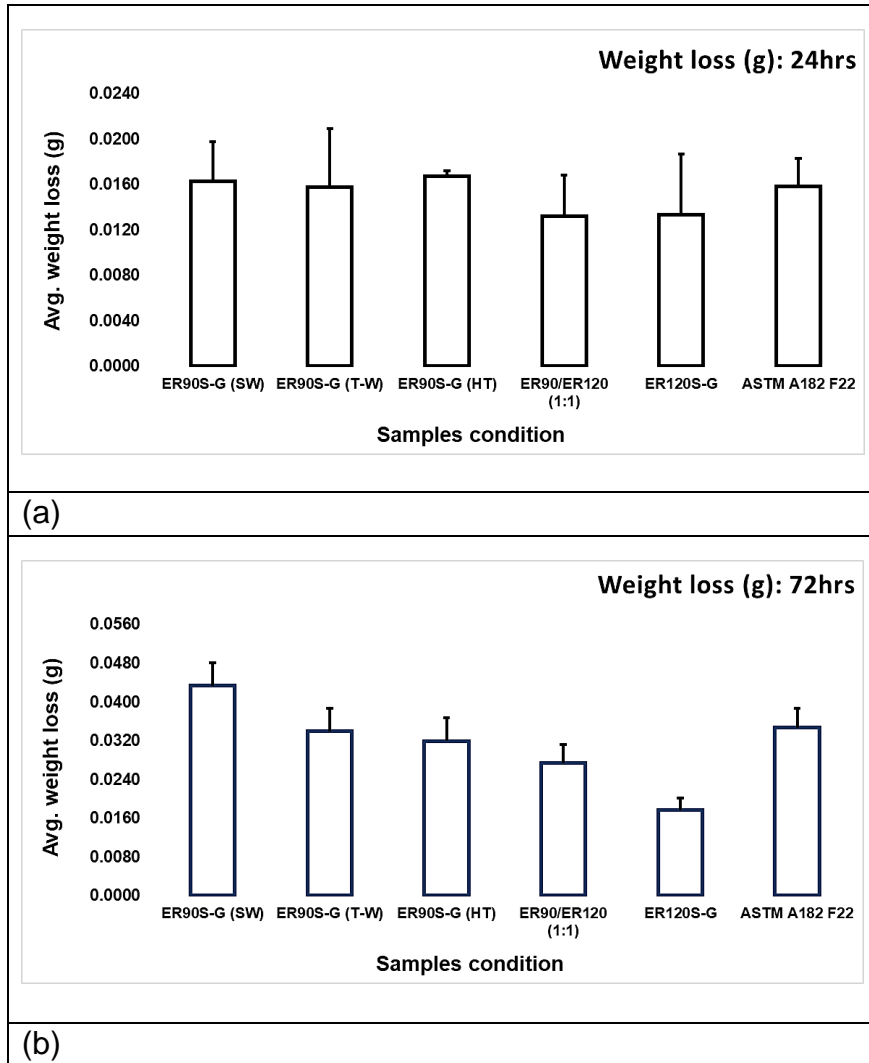 Weight loss (g): 24hrs
Avg. weight loss (g)
0.0240
0.0200
0.0160
0.0120
0.0080
0.0040
0.0000
ER90S-G (SW) ER90S-G (T-W) ER90S-G (HT) ER90/ER120 ER120S-G ASTM A182 F22
(1:1)
Samples condition
(a)
Weight loss (g): 72hrs
Avg. weight loss (g)
0.0560
0.0480
0.0400
0.0320
0.0240
0.0160
0.0080
0.0000
ER90S-G (SW) ER90S-G (T-W) ER90S-G (HT) ER90/ER120 ER120S-G ASTM A182 F22
(1:1)
Samples condition
(b)